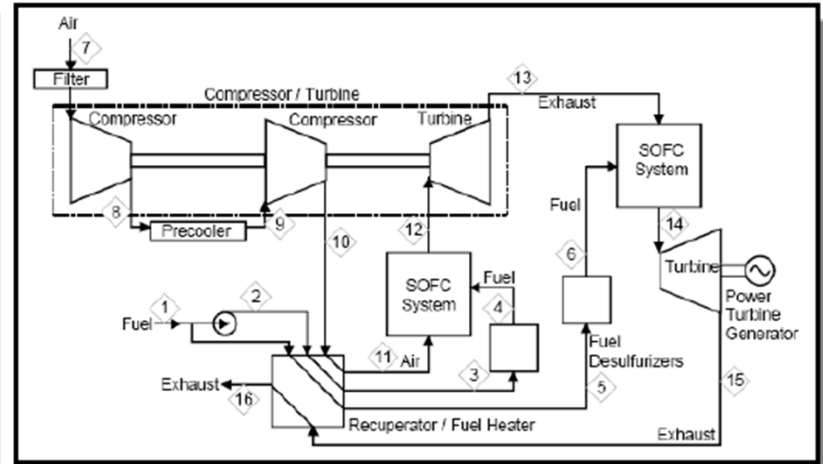 Air
7
Filter
Compressor / Turbine
13
Exhaust
Compressor
Compressor
Turbine
SOFC
System
8
Precooler
9
10
12
Fuel
6
14
Turbine
SOFC
System
Fuel
4
Power
Turbine
Generator
1
2
Fuel
11
Air
3
Fuel
Desulfurizers
5
15
Exhaust
16
Recuperator / Fuel Heater
Exhaust